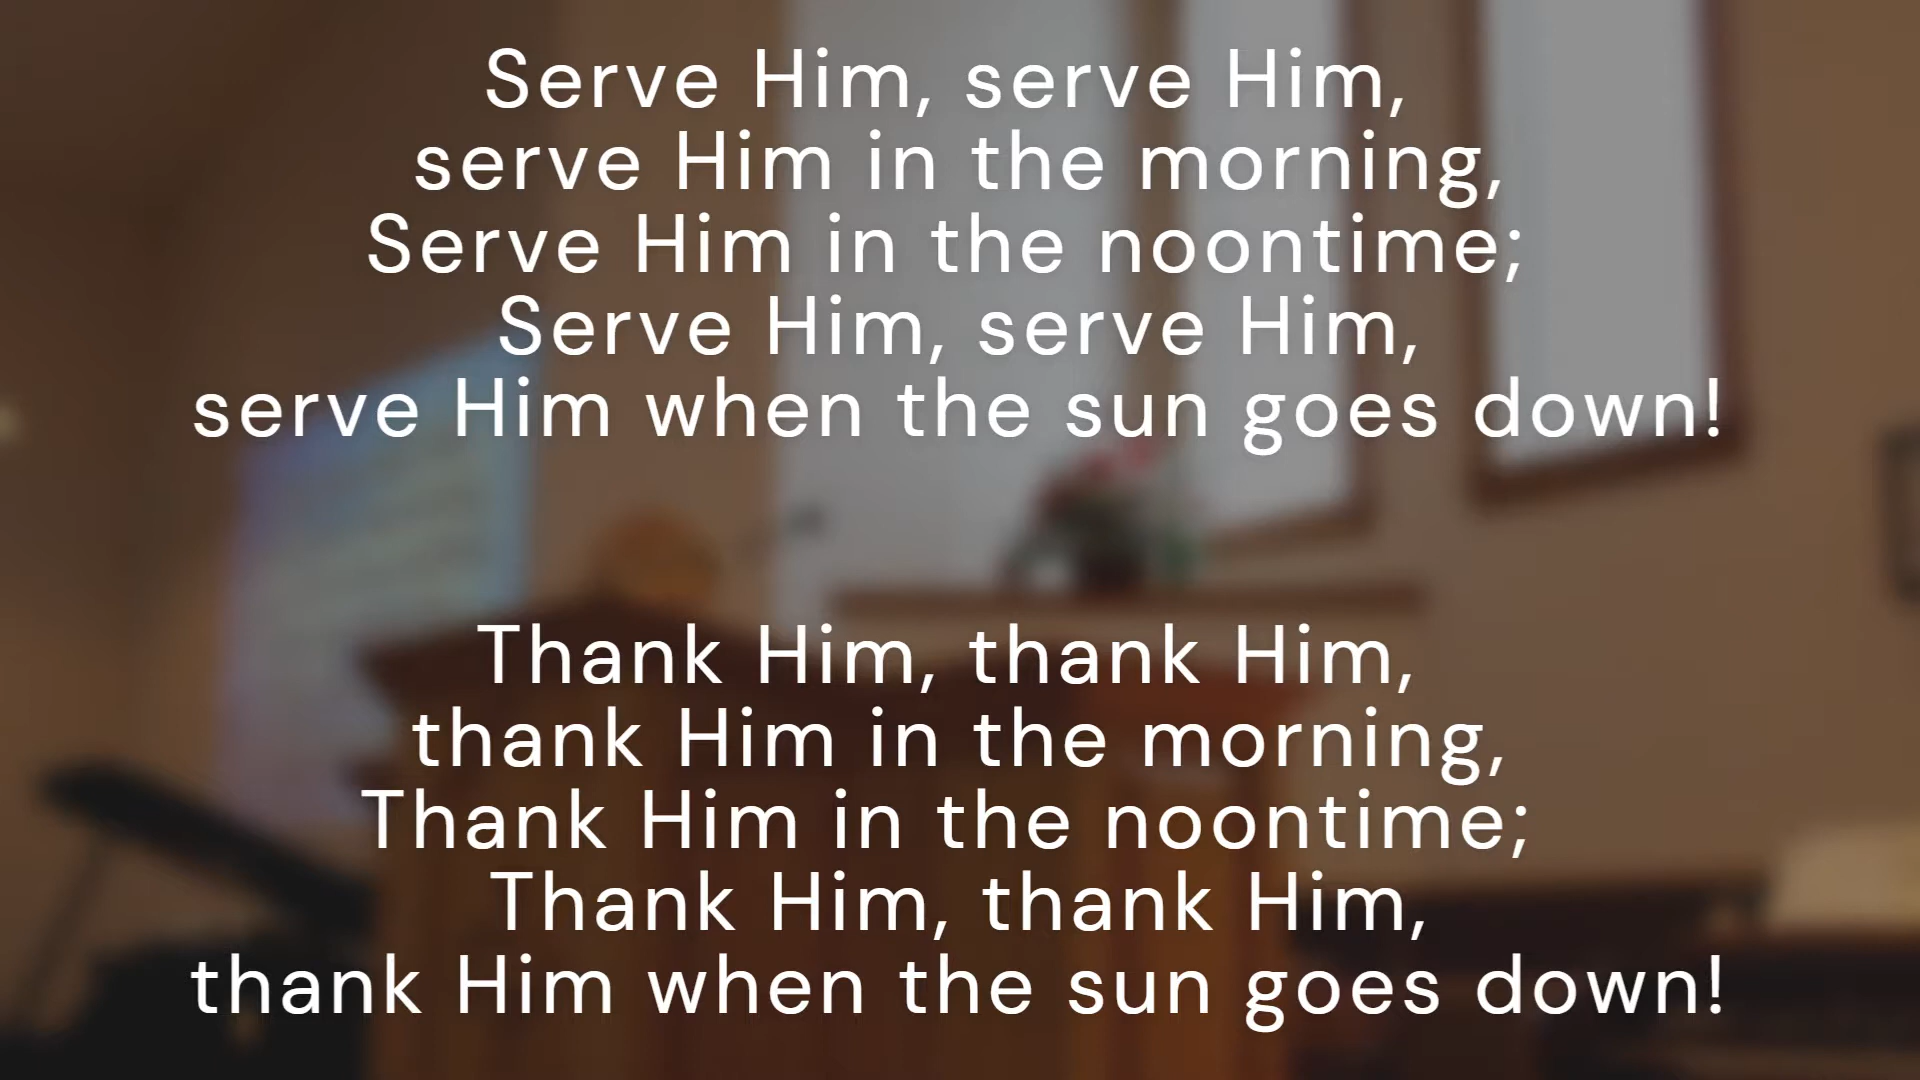 Serve Him, serve Him,
serve Him in the morning,
Serve Him in the noontime;
Serve Him, serve Him,
serve Him when the sun goes down!
Thank Him, thank Him,
thank Him in the morning,
Thank Him in the noontime;
Thank Him, thank Him,
thank Him when the sun goes down!